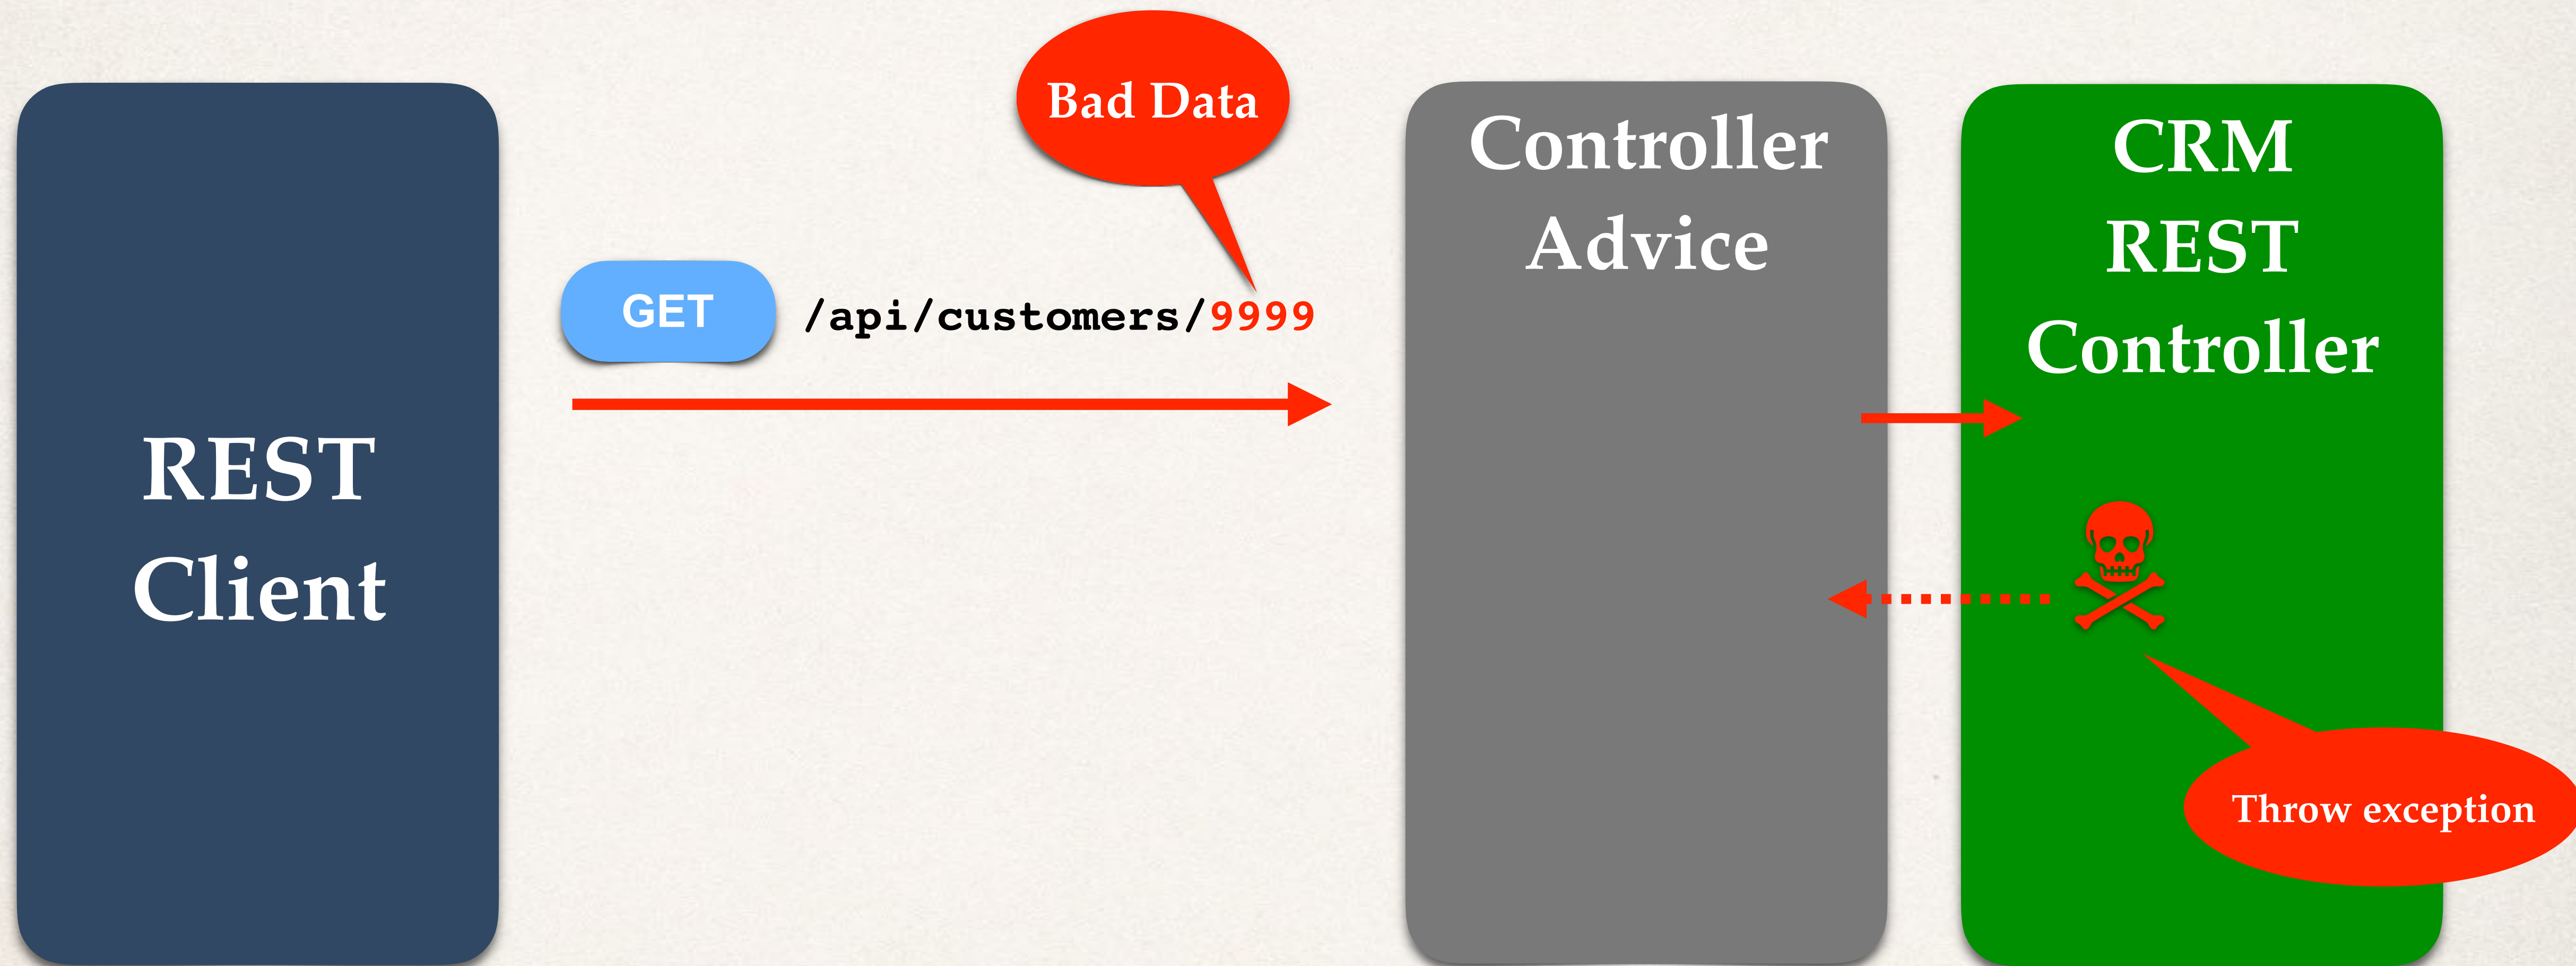 REST
Client
Bad Data
GET /api/customers/9999
Controller
Advice
CRM
REST
Controller
Throw exception